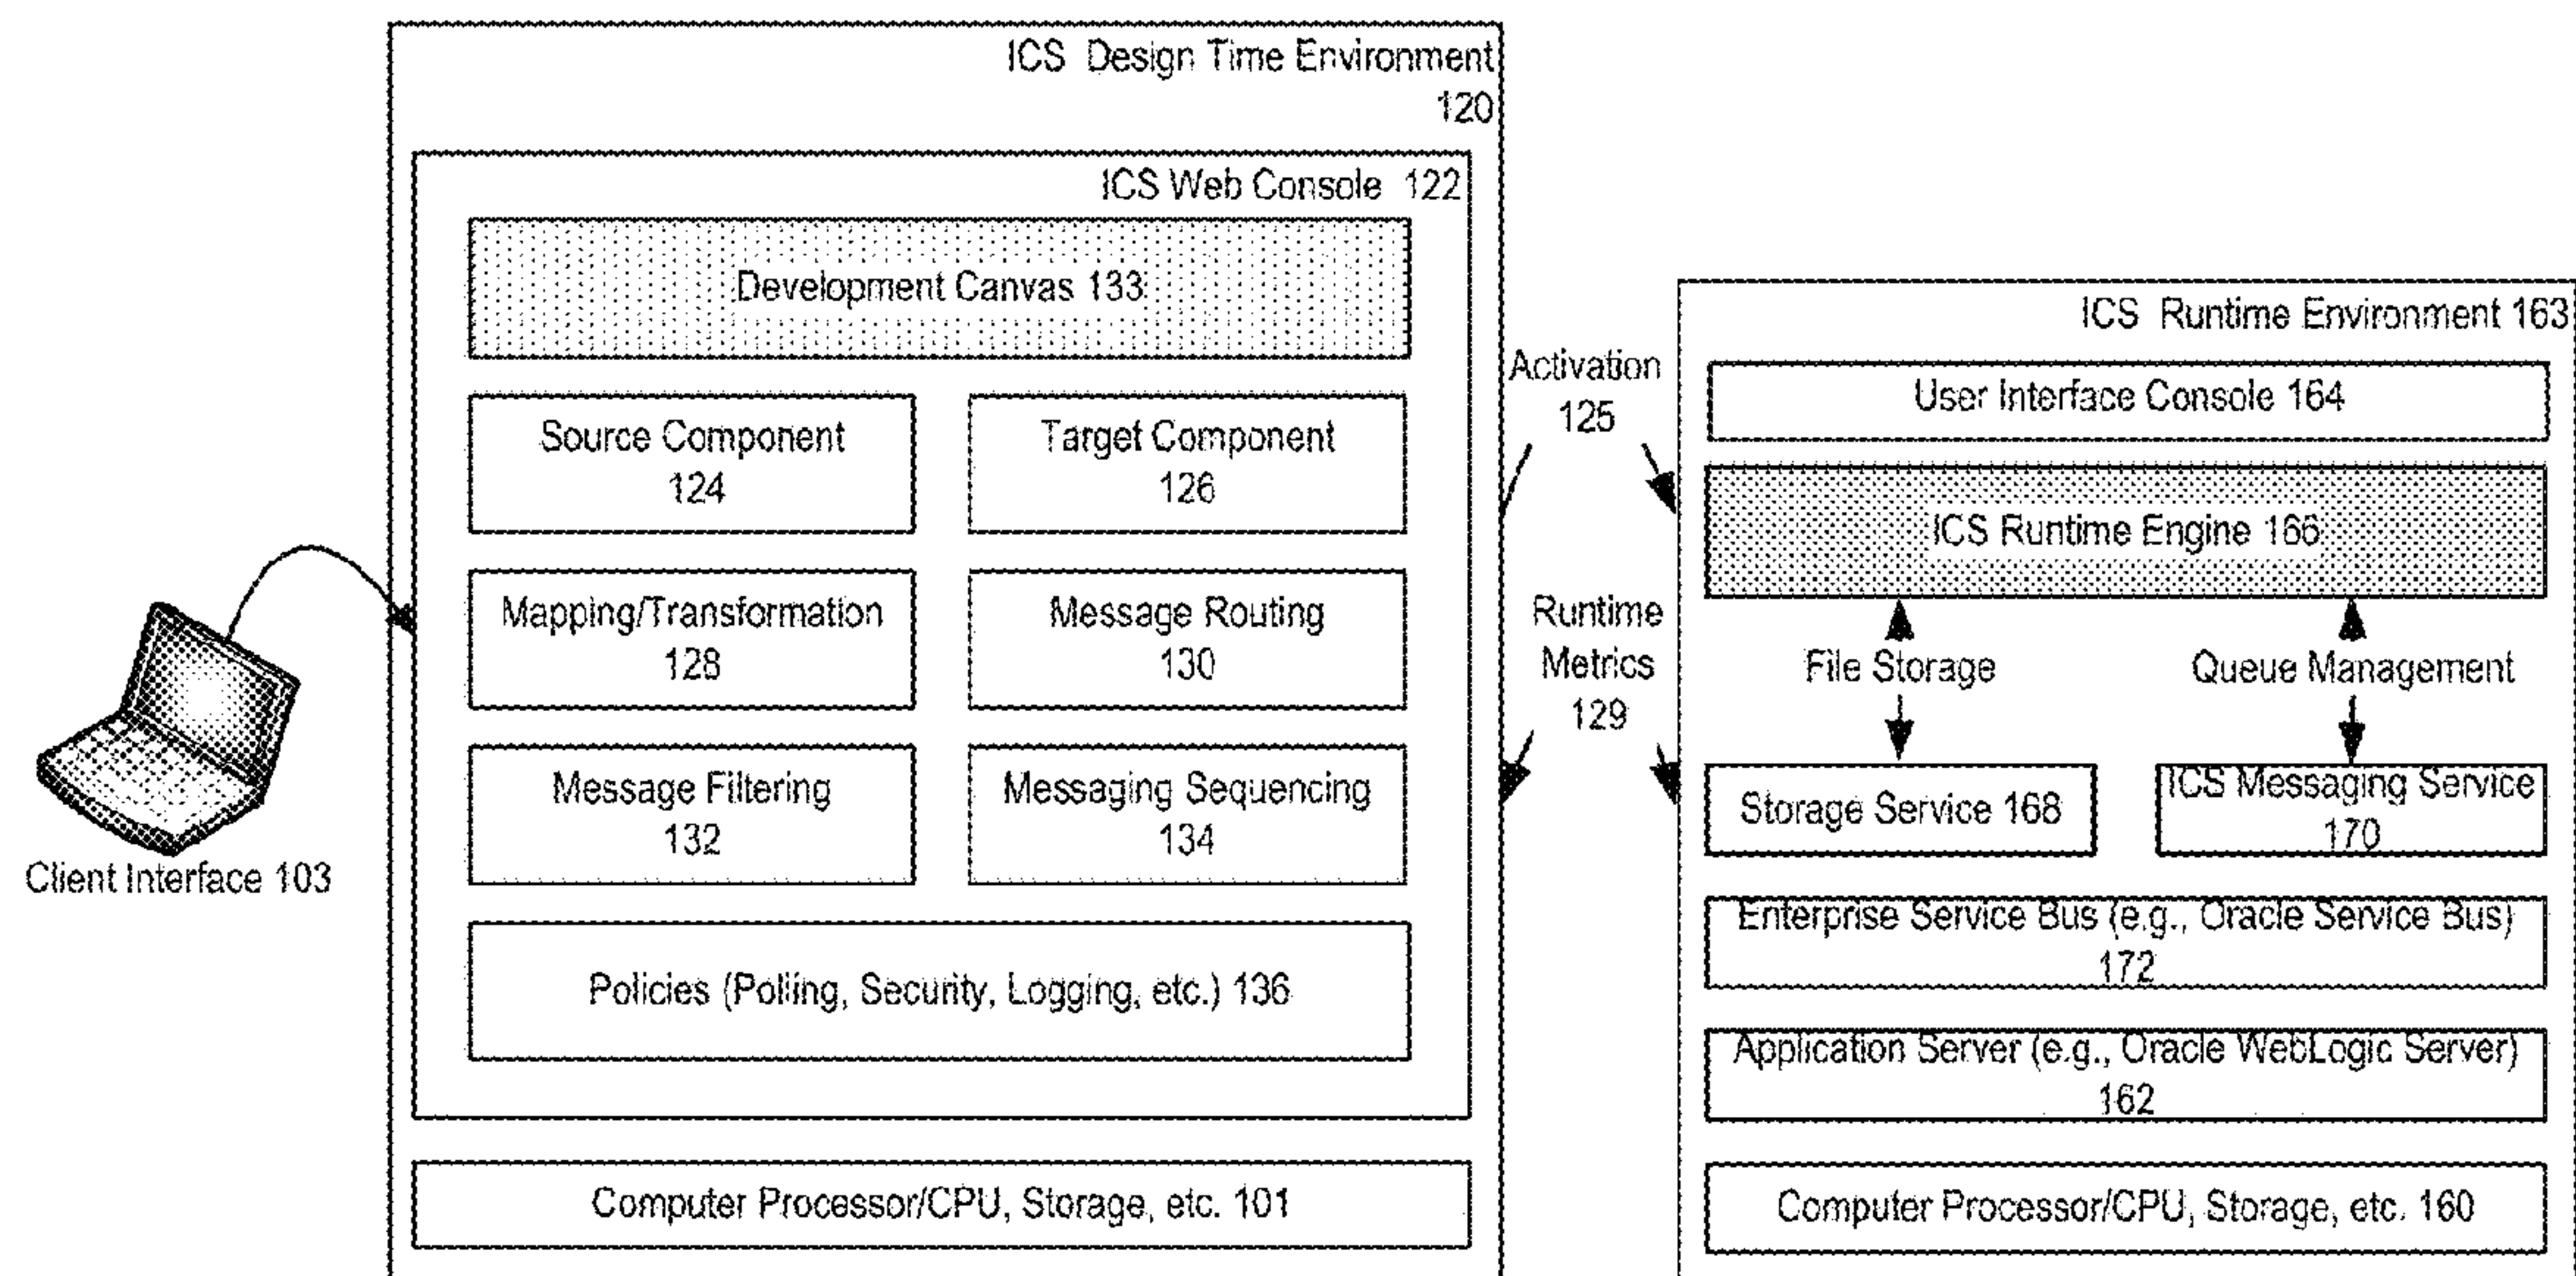 ICS Design Time Environment
120
ICS Web Console 122
Development Canvas 133
Source Component
124
Target Component
126
Mapping/Transformation
128
Message Routing
130
Message Filtering
132
Messaging Sequencing
134
Policies (Polling, Security, Logging, etc.) 136
Computer Processor/CPU, Storage, etc. 101
Client Interface 103
Activation
125
Runtime
Metrics
129
ICS Runtime Environment 163
User Interface Console 164
ICS Runtime Engine 166
File Storage
Queue Management
Storage Service 168
ICS Messaging Service
170
Enterprise Service Bus (e.g., Oracle Service Bus)
172
Application Server (e.g., Oracle WebLogic Server)
162
Computer Processor/CPU, Storage, etc. 160